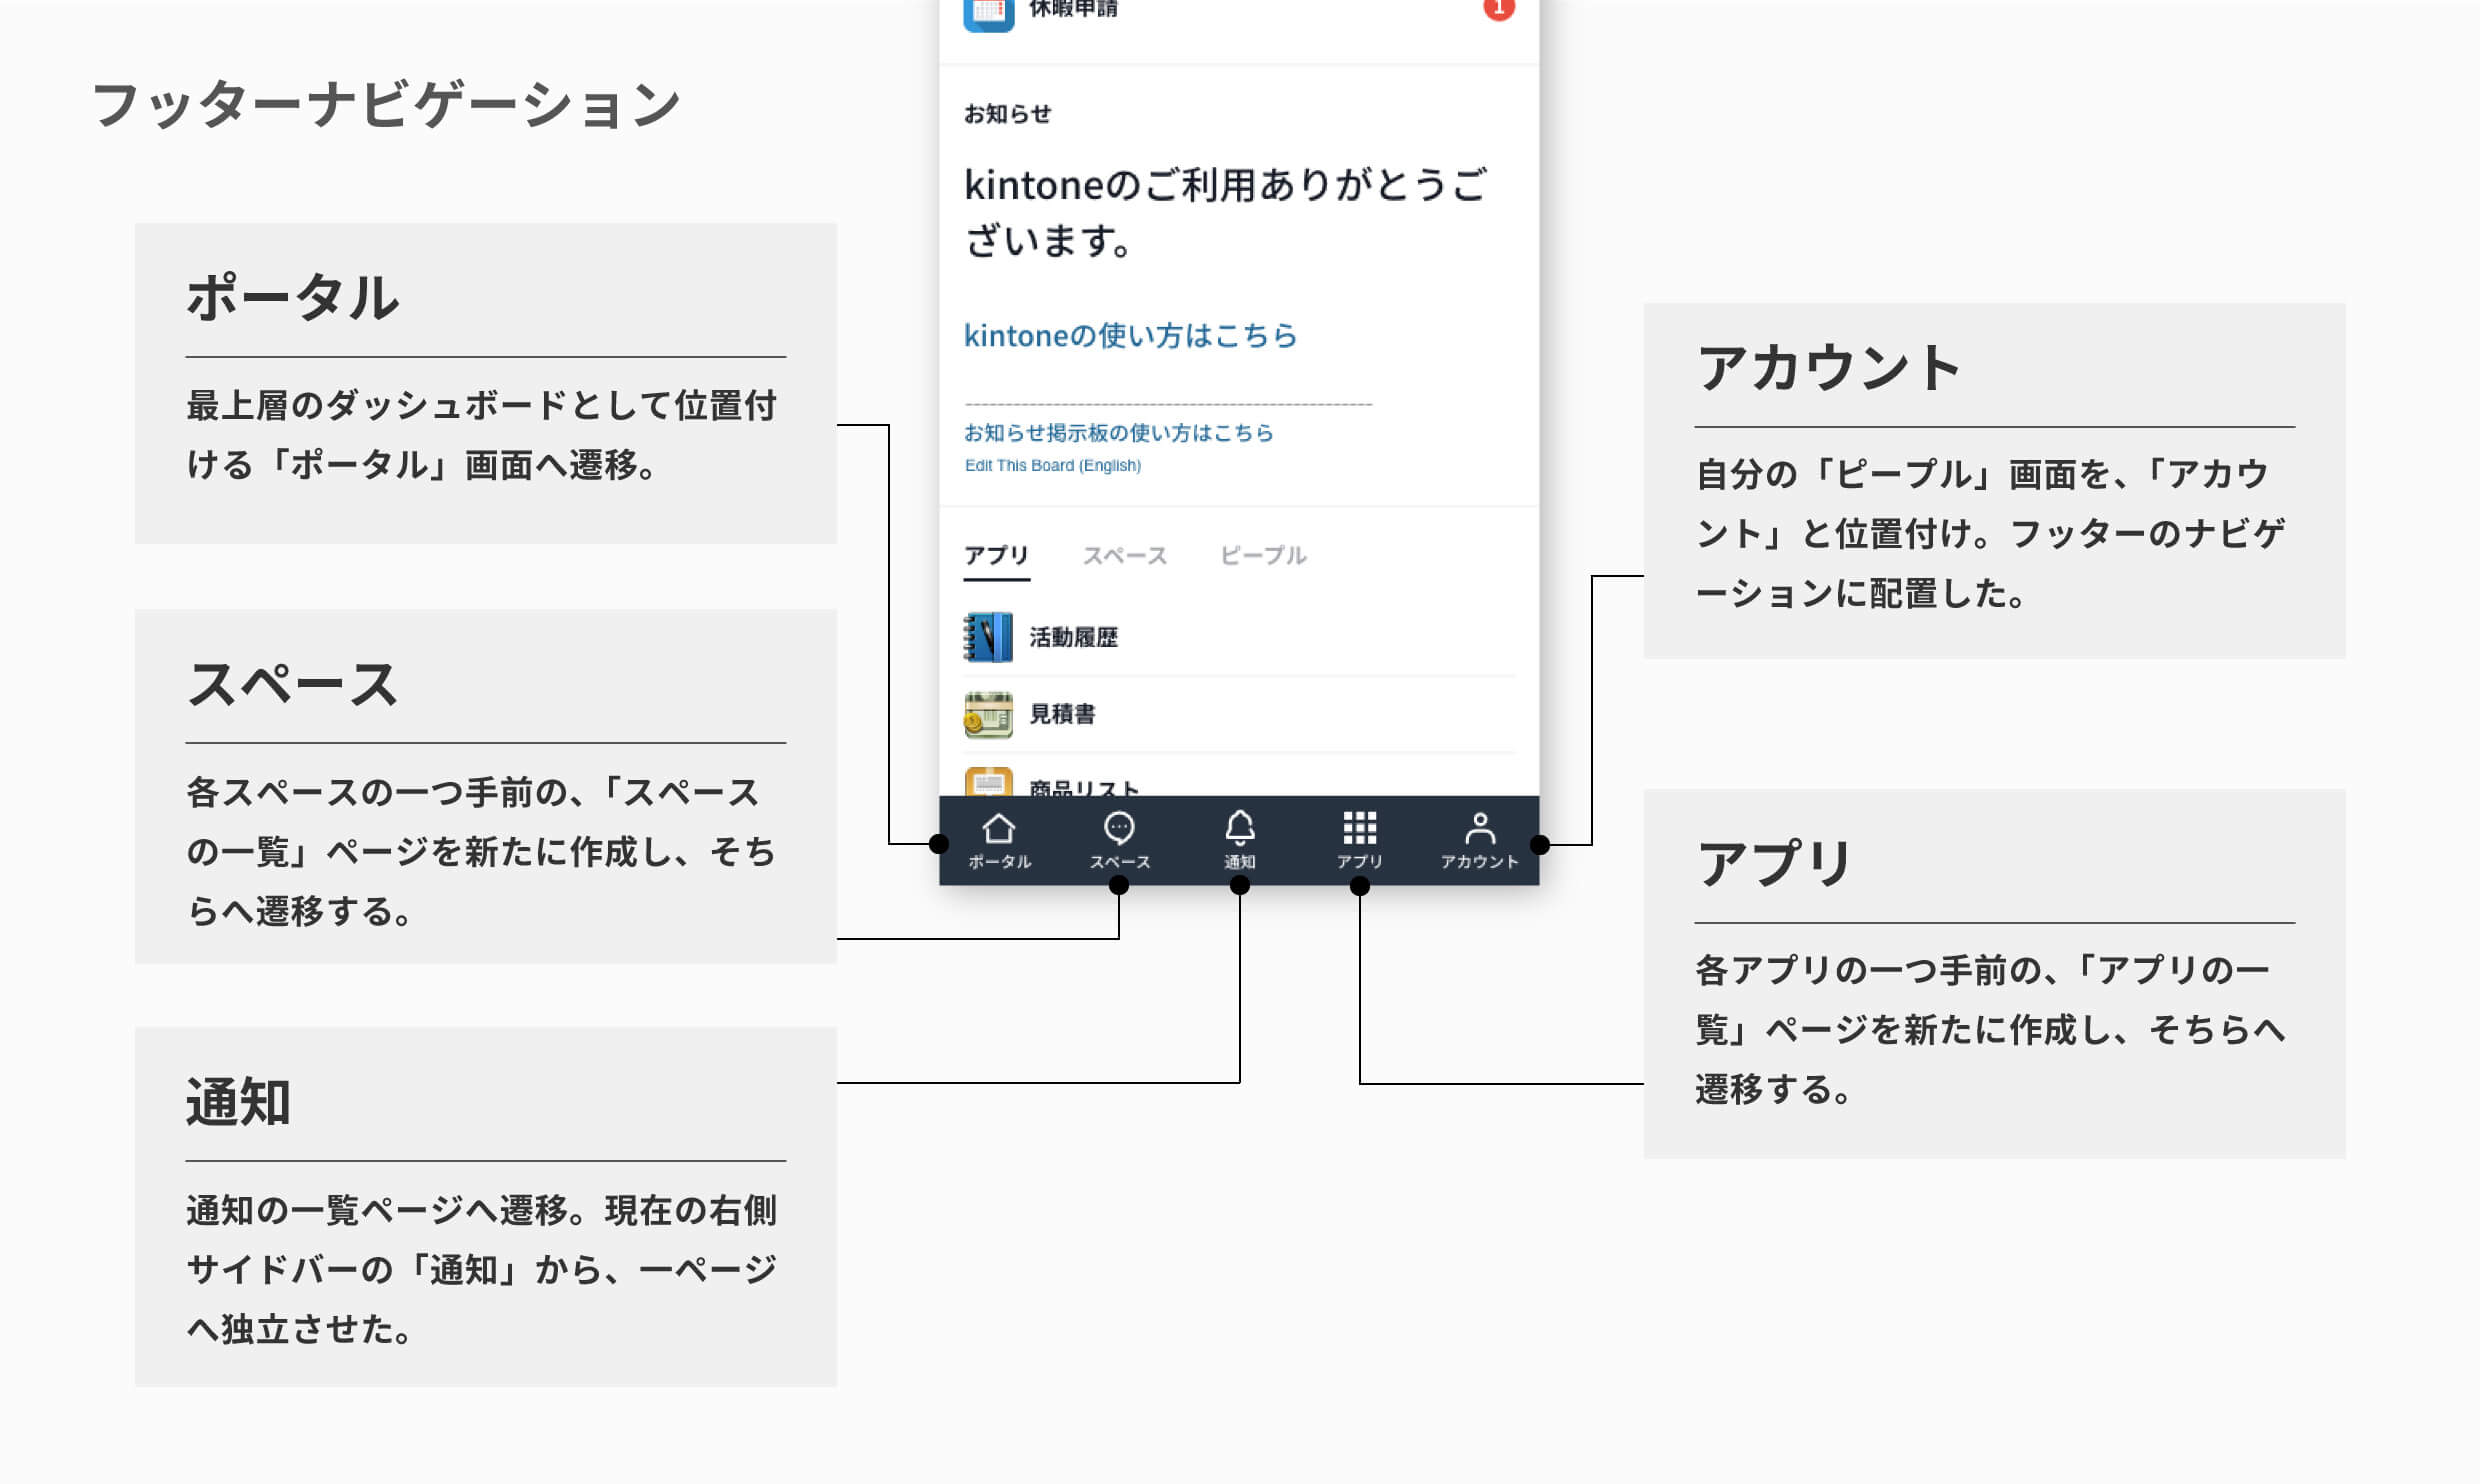 フッターナビゲーション
ポータル
最上層のダッシュボードとして位置付
ける「ポータル」画面へ遷移。
スペース
各スペースの一つ手前の、「スペース
の一覧」ページを新たに作成し、そち
らへ遷移する。
通知
通知の一覧ページへ遷移。現在の右側
サイドバーの「通知」から、一ページ
へ独立させた。
休暇申請
1
お知らせ
kintoneのご利用ありがとうご
ざいます。
kintoneの使い方はこちら
--------------------------------------------------
お知らせ掲示板の使い方はこちら
Edit This Board (English)
アプリ スペース ピープル
活動履歴
見積書
商品リスト
ポータル スペース 通知 アプリ アカウント
アカウント
自分の「ピープル」画面を、「アカウ
ント」と位置付け。フッターのナビゲ
ーションに配置した。
アプリ
各アプリの一つ手前の、「アプリの一
覧」ページを新たに作成し、そちらへ
遷移する。